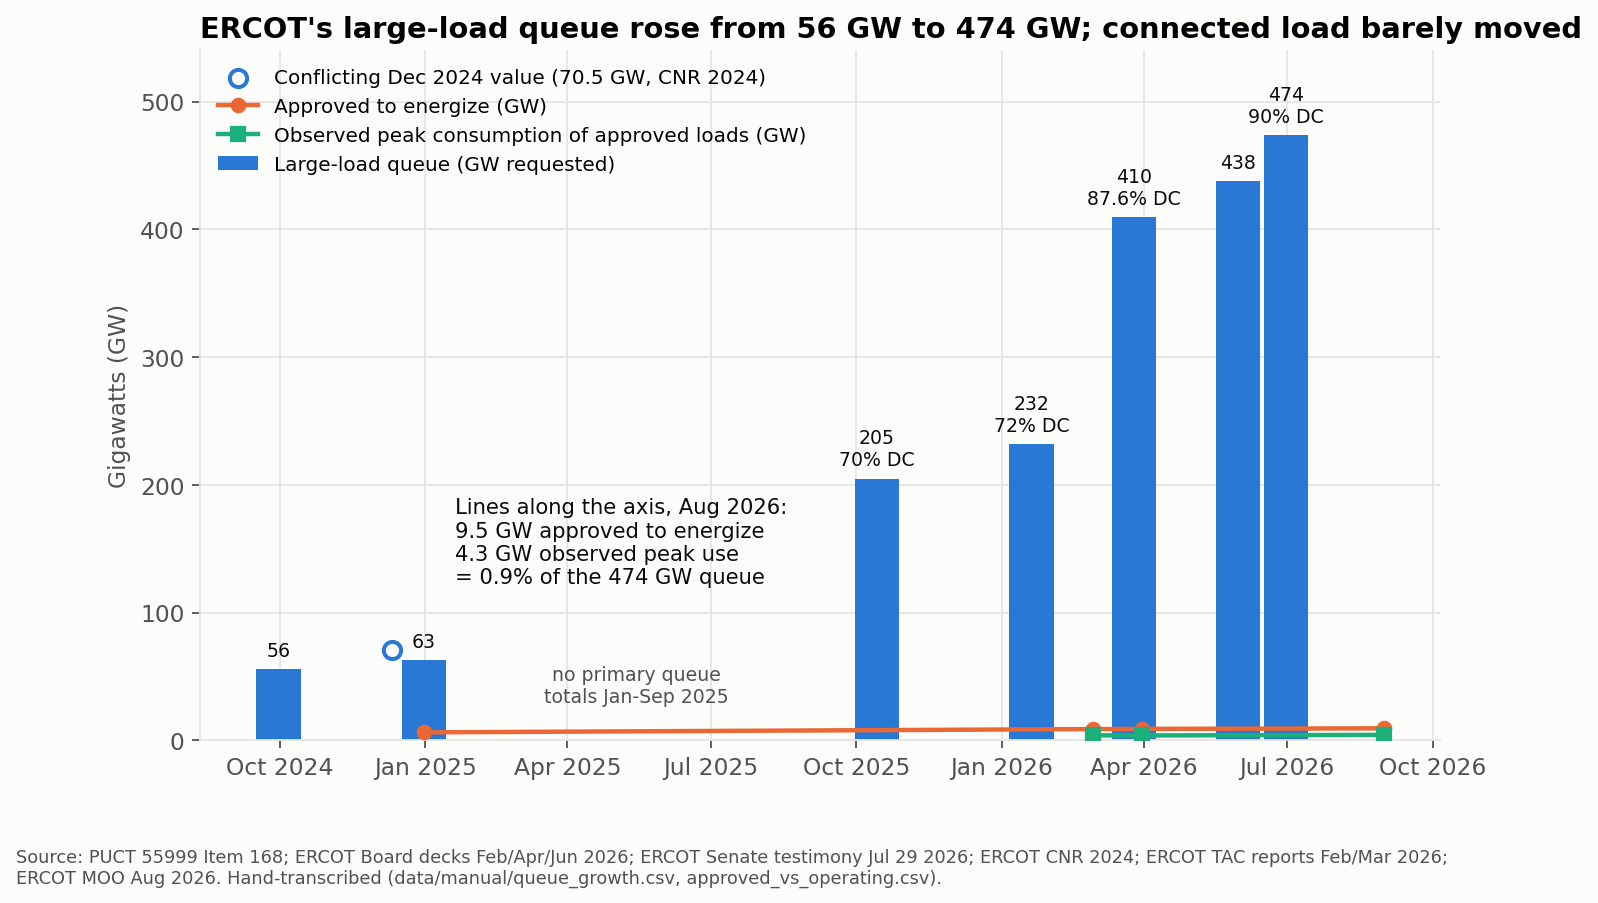 ERCOT's large-load queue rose from 56 GW to 474 GW; connected load barely moved
Conflicting Dec 2024 value (70.5 GW, CNR 2024)
Approved to energize (GW)
Observed peak consumption of approved loads (GW)
Large-load queue (GW requested)
Gigawatts (GW)
500
400
300
200
100
0
474
90% DC
438
410
87.6% DC
232
72% DC
205
70% DC
Lines along the axis, Aug 2026:
9.5 GW approved to energize
4.3 GW observed peak use
= 0.9% of the 474 GW queue
56
63
no primary queue
totals Jan-Sep 2025
Oct 2024
Jan 2025
Apr 2025
Jul 2025
Oct 2025
Jan 2026
Apr 2026
Jul 2026
Oct 2026
Source: PUCT 55999 Item 168; ERCOT Board decks Feb/Apr/Jun 2026; ERCOT Senate testimony Jul 29 2026; ERCOT CNR 2024; ERCOT TAC reports Feb/Mar 2026;
ERCOT MOO Aug 2026. Hand-transcribed (data/manual/queue_growth.csv, approved_vs_operating.csv).